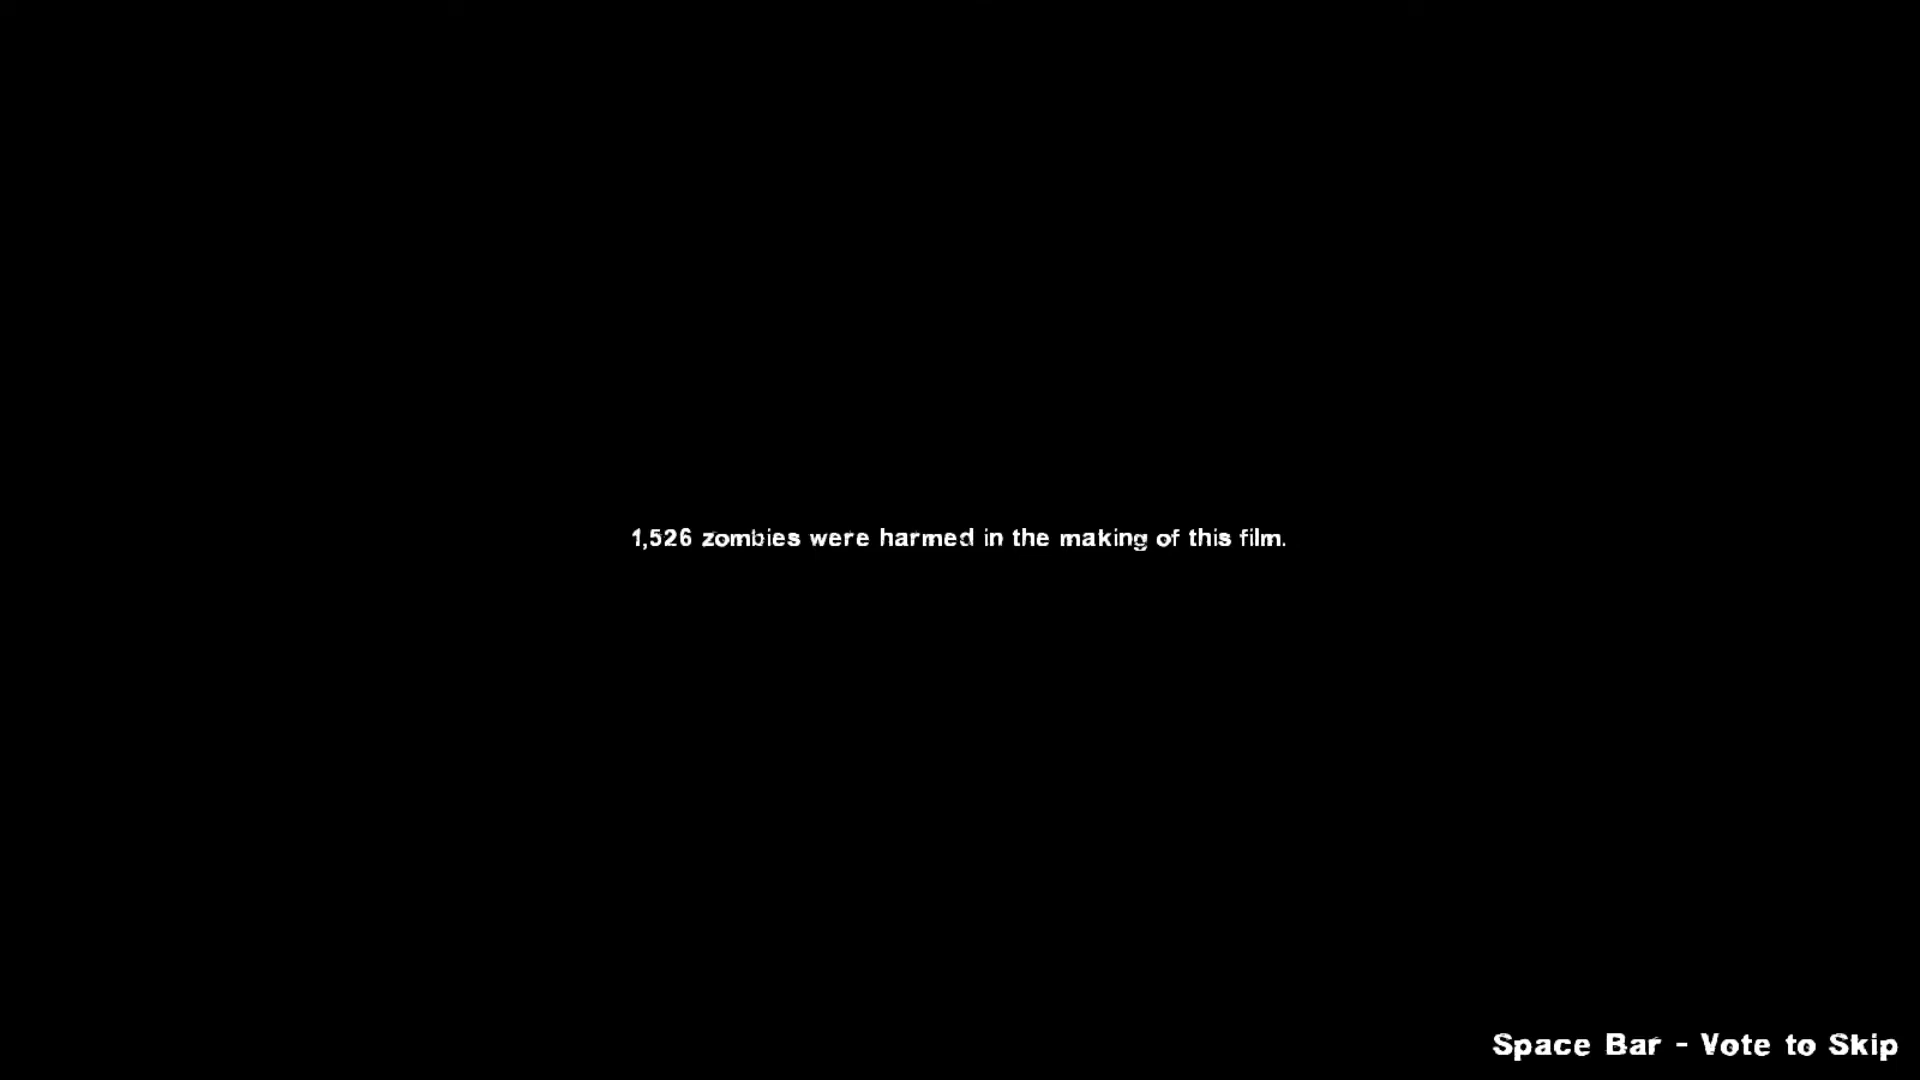 1,526 zombies were harmed in the making of this film.
Space Bar - Vote to Skip